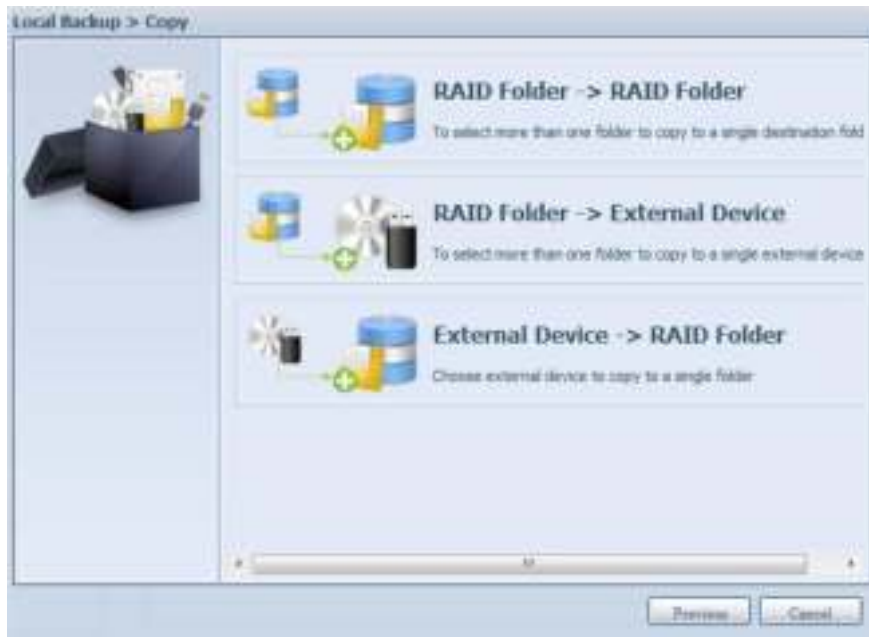 Local Backup > Copy
RAID Folder -> RAID Folder
To select more than one folder to copy to a single destination fold
RAID Folder -> External Device
To select more than one folder to copy to a single external device
External Device -> RAID Folder
Choose external device to copy to a single folder
Previous
Cancel